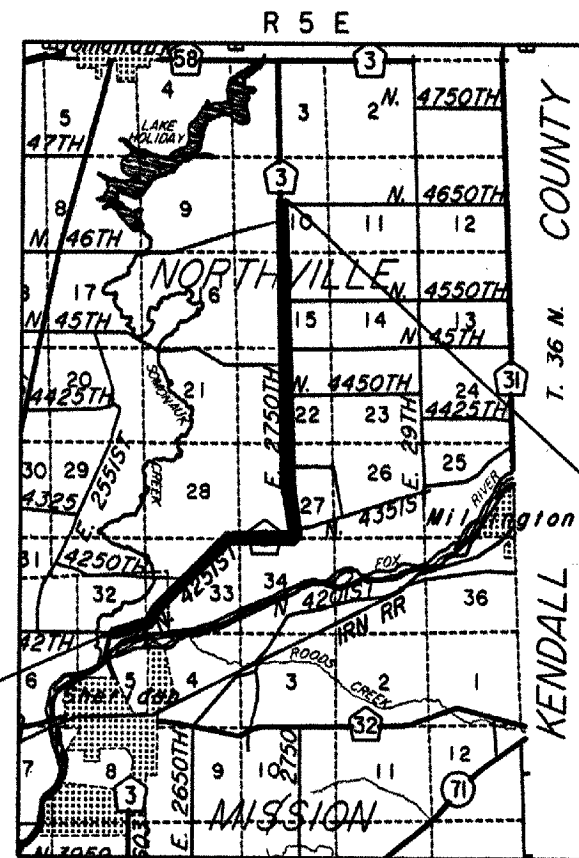 R 5 E
58
3
4
5
3
2
N. 4750TH
LAKE
HOLIDAY
47TH
3
8
9
N. 4650TH
10
11
12
N. 46TH
NORTHVILLE
17
16
N. 4550TH
15
14
13
N. 45TH
N 45TH
20
4425TH
21
SOMONAUK
CREEK
E. 2750TH
N. 4450TH
22
23
24
4425TH
31
E. 29TH
30
29
28
26
25
4325
E. 2551ST
27
N. 4351S
Millington
RIVER
31
4250TH
N. 4251ST
33
34
FOX
32
N 4201ST
36
42TH
IRN RR
6
5
4
3
2
1
Sheridan
ROODS
CREEK
32
7
8
9
10
11
12
E. 2650TH
2750
71
3
MISSION
603
N 3950
COUNTY
T. 36 N.
KENDALL